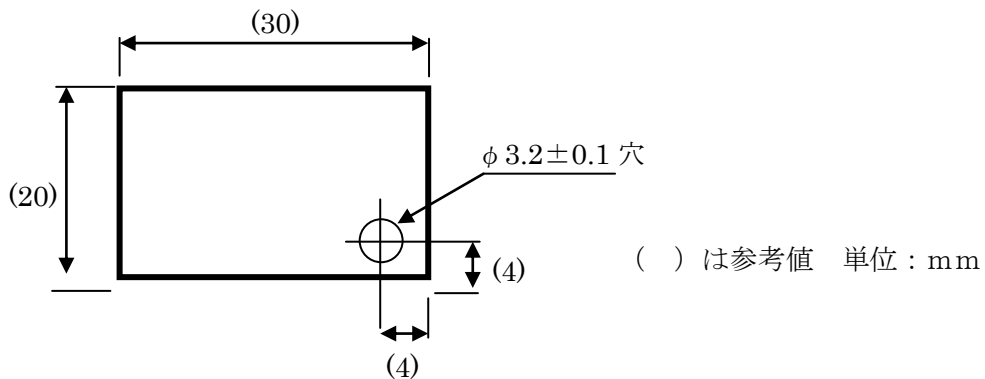 (30)
φ3.2±0.1 穴
(20)
(4)
(　)は参考値　単位：ｍｍ
(4)